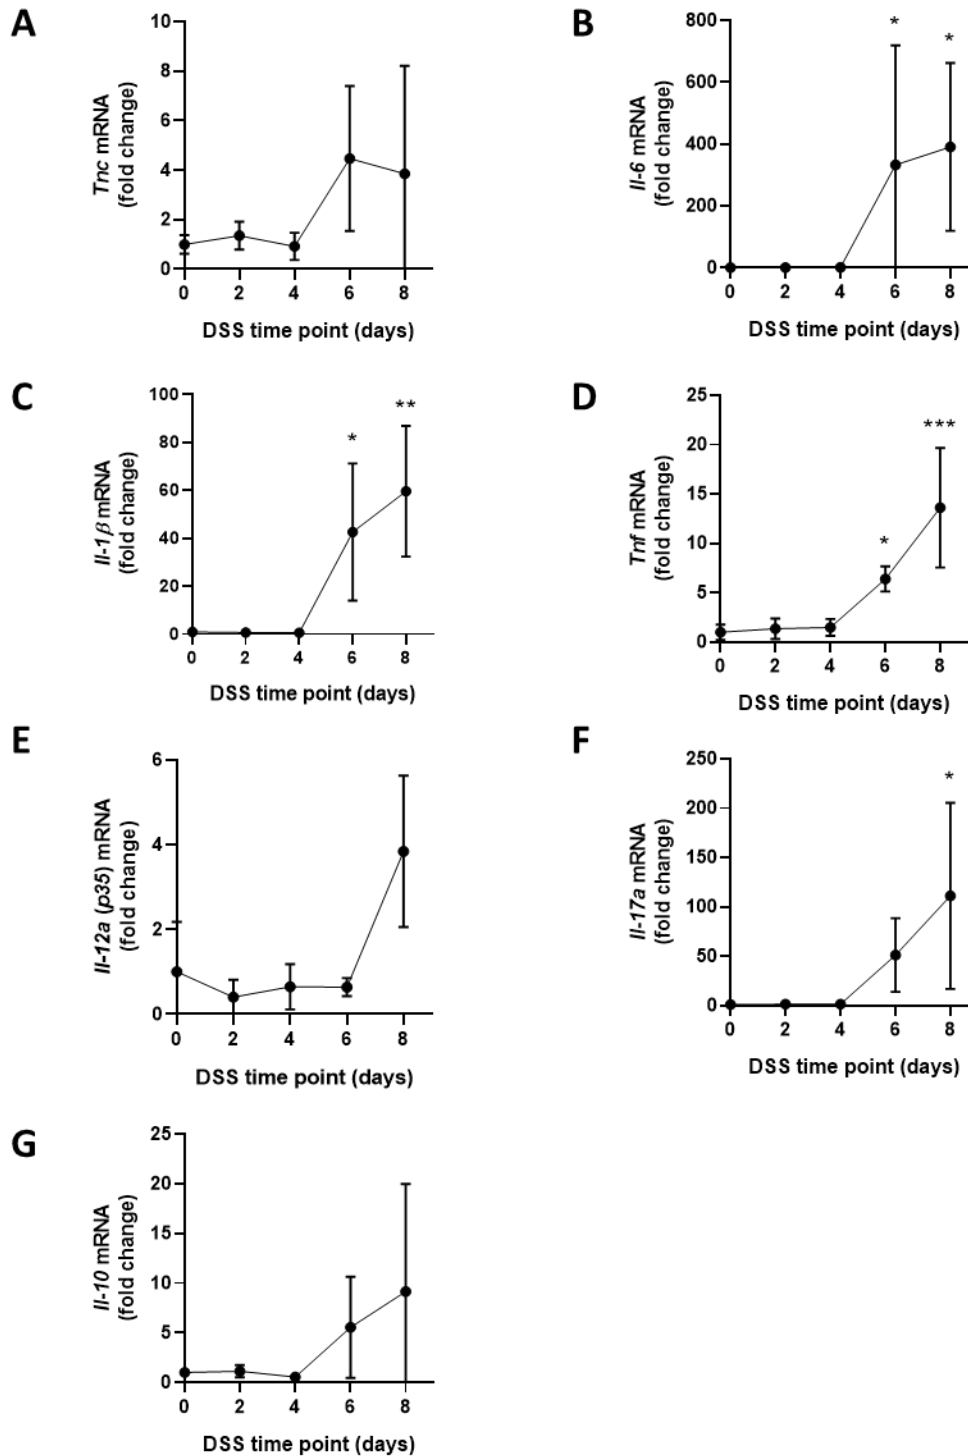 A
Tnc mRNA
(fold change)
10
8
6
4
2
0
0 2 4 6 8
DSS time point (days)
B
Il-6 mRNA
(fold change)
800
600
400
200
0
* *
0 2 4 6 8
DSS time point (days)
C
Il-1β mRNA
(fold change)
100
80
60
40
20
0
* **
0 2 4 6 8
DSS time point (days)
D
Tnf mRNA
(fold change)
25
20
15
10
5
0
* ***
0 2 4 6 8
DSS time point (days)
E
Il-12a (p35) mRNA
(fold change)
6
4
2
0
0 2 4 6 8
DSS time point (days)
F
Il-17a mRNA
(fold change)
250
200
150
100
50
0
*
0 2 4 6 8
DSS time point (days)
G
Il-10 mRNA
(fold change)
25
20
15
10
5
0
0 2 4 6 8
DSS time point (days)